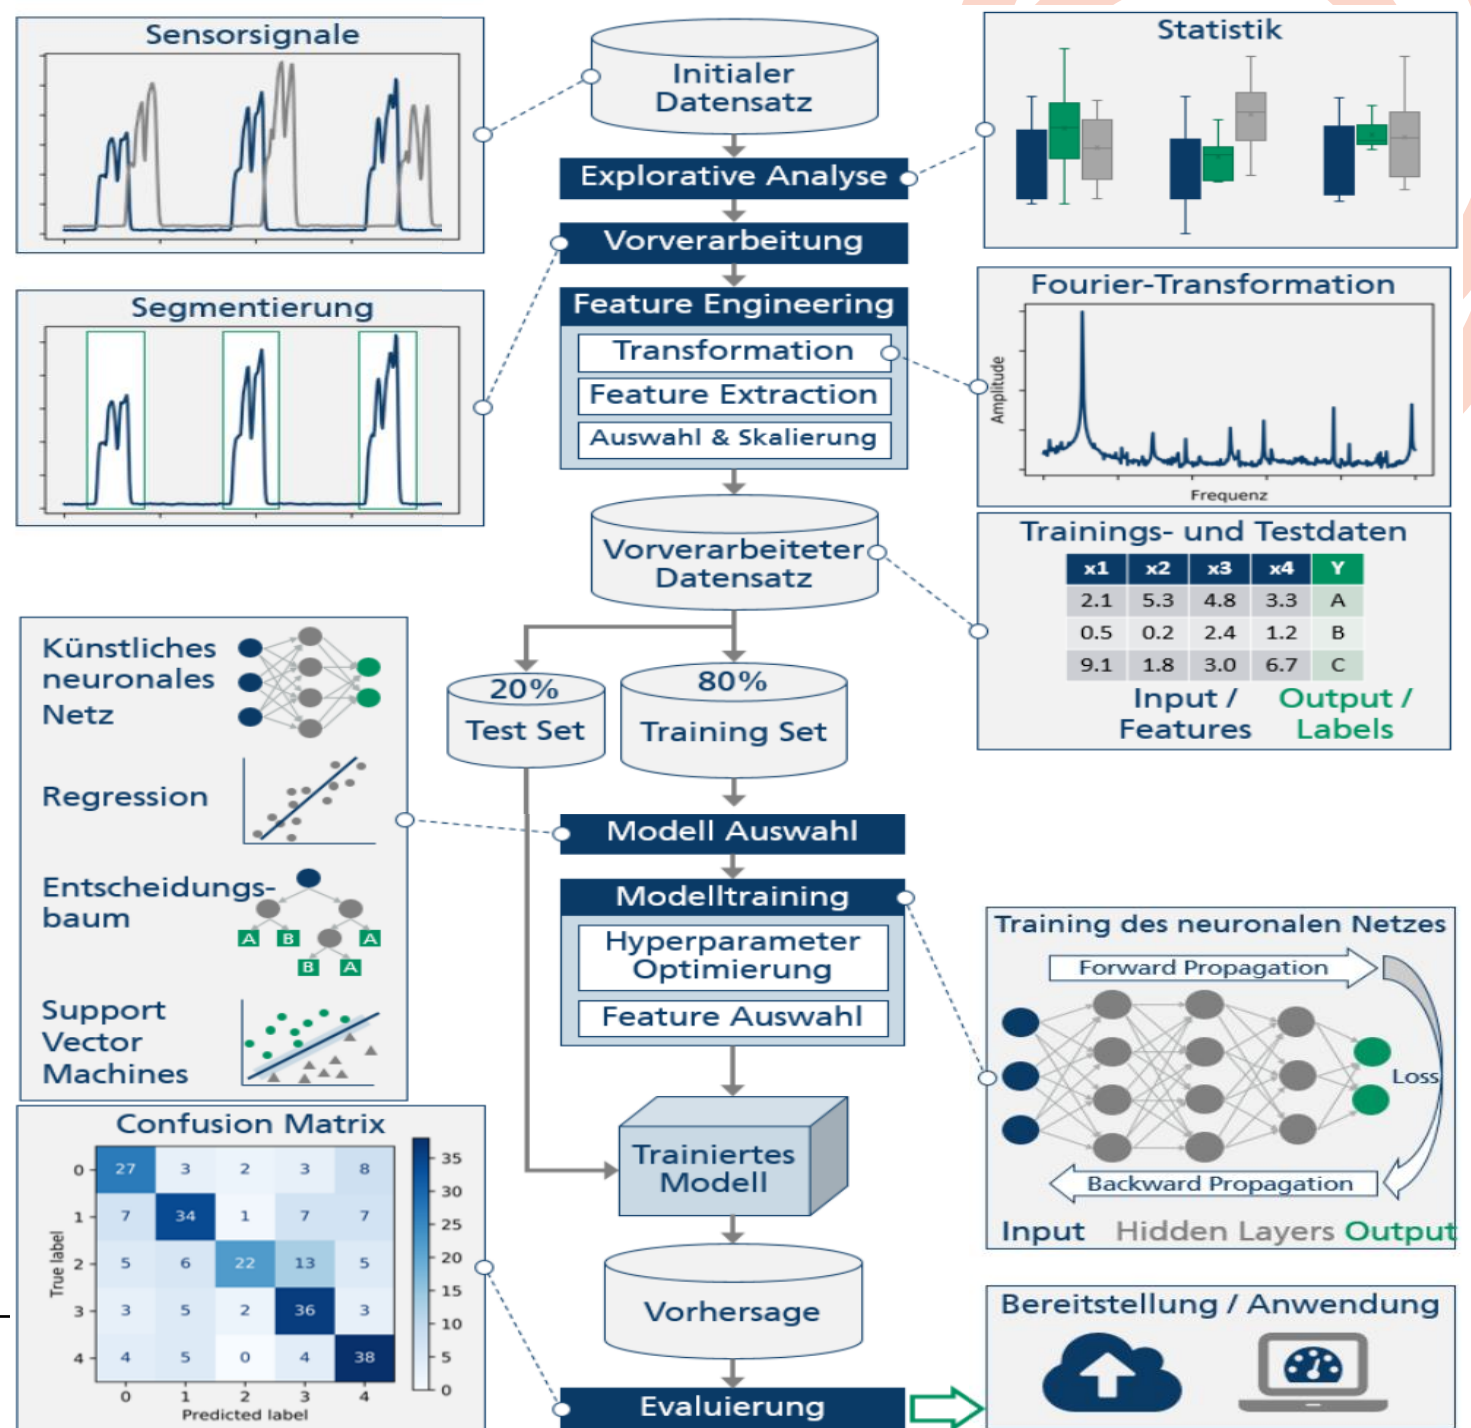 Sensorsignale
Initialer
Datensatz
Statistik
Explorative Analyse
Vorverarbeitung
Segmentierung
Feature Engineering
Transformation
Feature Extraction
Auswahl & Skalierung
Fourier-Transformation
Amplitude
Frequenz
Vorverarbeiteter
Datensatz
Trainings- und Testdaten
x1 x2 x3 x4 Y
2.1 5.3 4.8 3.3 A
0.5 0.2 2.4 1.2 B
9.1 1.8 3.0 6.7 C
Input /
Features
Output /
Labels
20%
Test Set
80%
Training Set
Künstliches
neuronales
Netz
Regression
Entscheidungs-
baum
A B A
B A
Support
Vector
Machines
Modell Auswahl
Modelltraining
Hyperparameter
Optimierung
Feature Auswahl
Training des neuronalen Netzes
Forward Propagation
Loss
Backward Propagation
Input Hidden Layers Output
Trainiertes
Modell
Vorhersage
Confusion Matrix
True label
0 27 3 2 3 8
1 7 34 1 7 7
2 5 6 22 13 5
3 3 5 2 36 3
4 4 5 0 4 38
0 1 2 3 4
Predicted label
35
30
25
20
15
10
5
0
Evaluierung
Bereitstellung / Anwendung